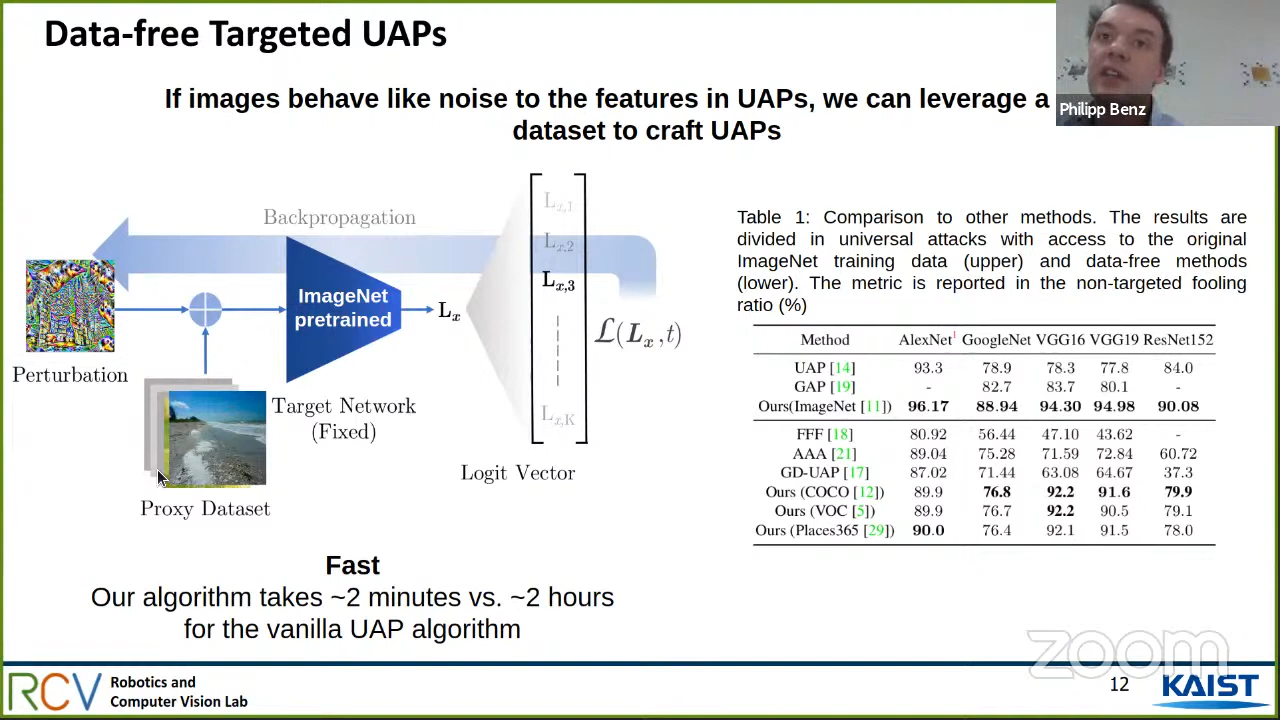 Data-free Targeted UAPs
Philipp Benz
If images behave like noise to the features in UAPs, we can leverage a
dataset to craft UAPs
Backpropagation
Perturbation
ImageNet
pretrained
Target Network
(Fixed)
Proxy Dataset
Lₓ
Lₓ,₁
Lₓ,₂
Lₓ,₃
Lₓ,K
Logit Vector
ℒ(Lₓ,t)
Fast
Our algorithm takes ~2 minutes vs. ~2 hours
for the vanilla UAP algorithm
Table 1: Comparison to other methods. The results are
divided in universal attacks with access to the original
ImageNet training data (upper) and data-free methods
(lower). The metric is reported in the non-targeted fooling
ratio (%)
Method AlexNet¹ GoogleNet VGG16 VGG19 ResNet152
UAP [14] 93.3 78.9 78.3 77.8 84.0
GAP [19] - 82.7 83.7 80.1 -
Ours(ImageNet [11]) 96.17 88.94 94.30 94.98 90.08
FFF [18] 80.92 56.44 47.10 43.62 -
AAA [21] 89.04 75.28 71.59 72.84 60.72
GD-UAP [17] 87.02 71.44 63.08 64.67 37.3
Ours (COCO [12]) 89.9 76.8 92.2 91.6 79.9
Ours (VOC [5]) 89.9 76.7 92.2 90.5 79.1
Ours (Places365 [29]) 90.0 76.4 92.1 91.5 78.0
zoom
RCV Robotics and
Computer Vision Lab
12
KAIST